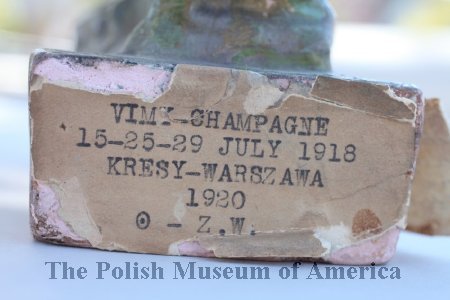 VIMY-CHAMPAGNE
15-25-29 JULY 1918
KRESY-WARSZAWA
1920
⊙ - Z.W.
The Polish Museum of America